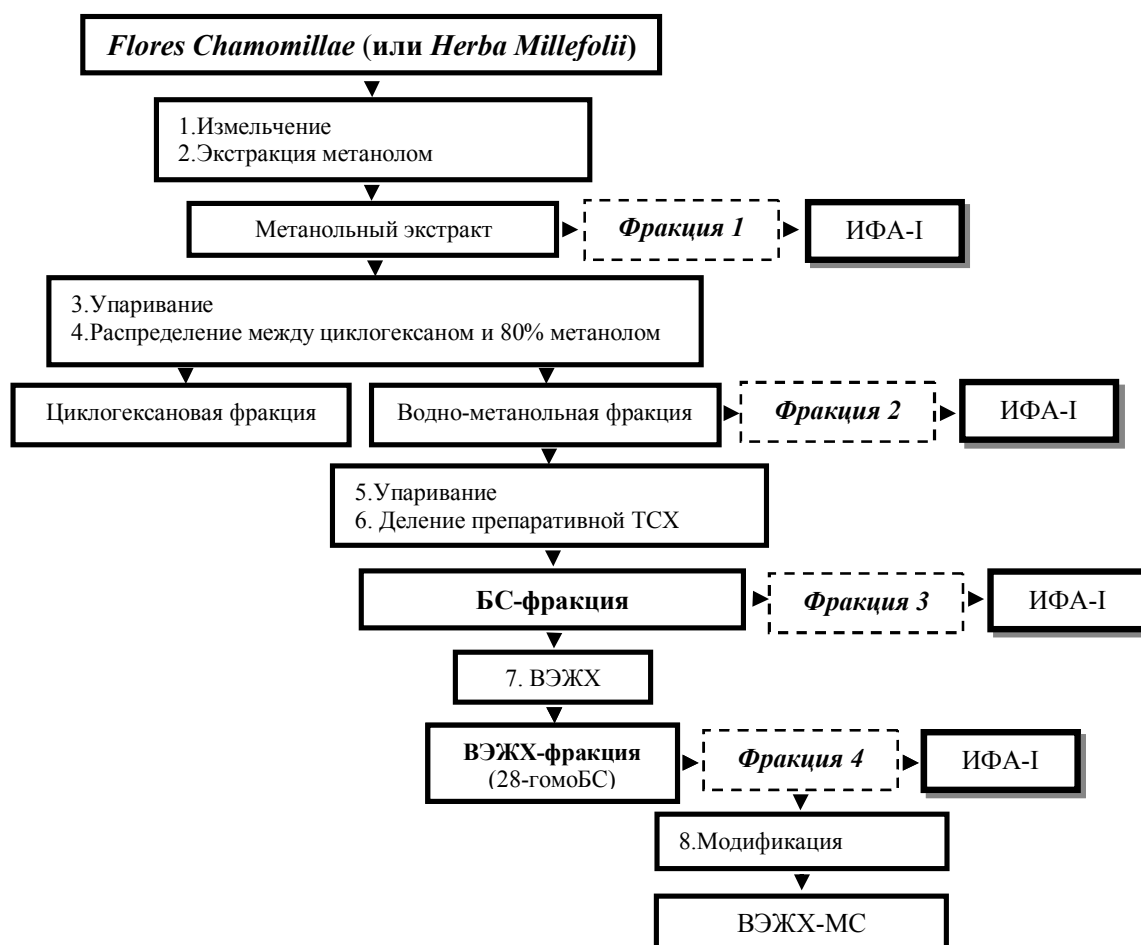 Flores Chamomillae (или Herba Millefolii)
1.Измельчение
2.Экстракция метанолом
Метанольный экстракт
Фракция 1
ИФА-I
3.Упаривание
4.Распределение между циклогексаном и 80% метанолом
Циклогексановая фракция
Водно-метанольная фракция
Фракция 2
ИФА-I
5.Упаривание
6. Деление препаративной ТСХ
БС-фракция
Фракция 3
ИФА-I
7. ВЭЖХ
ВЭЖХ-фракция
(28-гомоБС)
Фракция 4
ИФА-I
8.Модификация
ВЭЖХ-МС